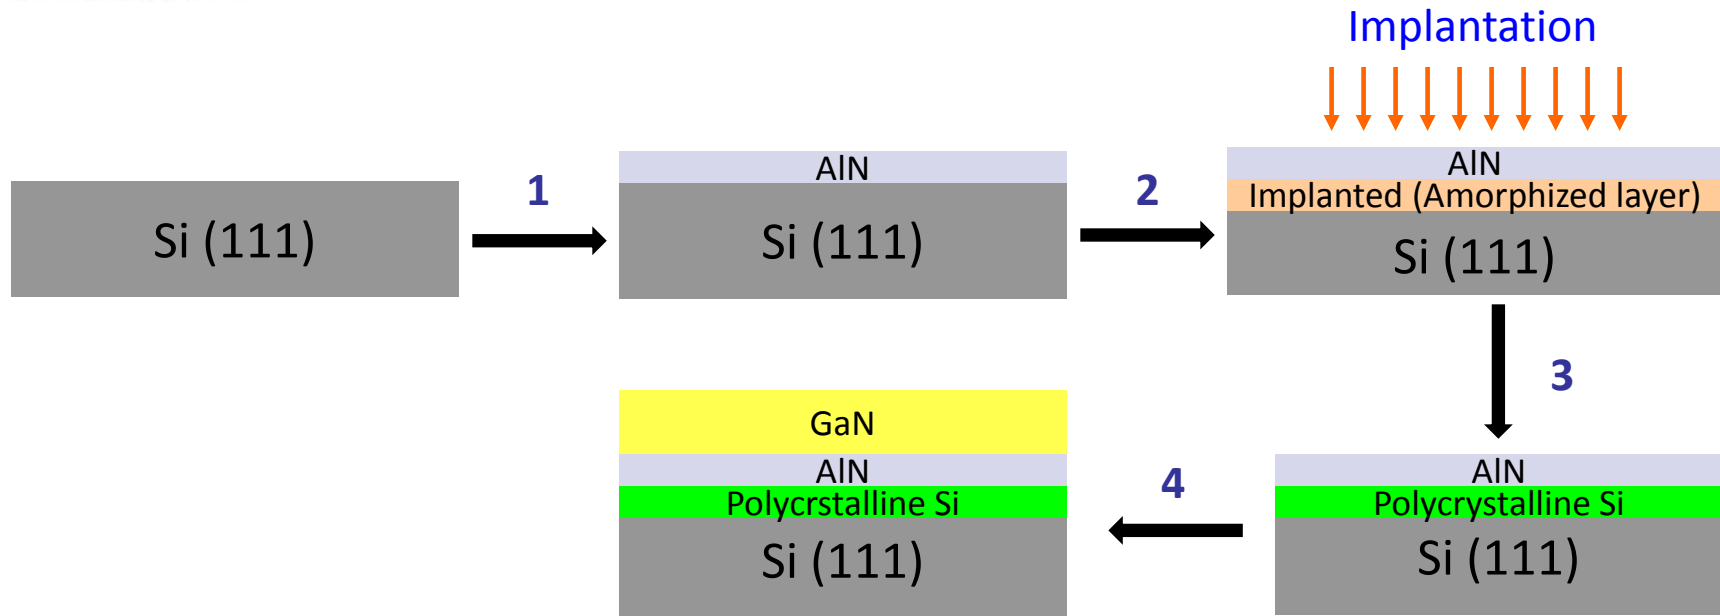 Implantation
Si (111)
1
AlN
Si (111)
2
AlN
Implanted (Amorphized layer)
Si (111)
3
AlN
Polycrystalline Si
Si (111)
4
GaN
AlN
Polycrstalline Si
Si (111)